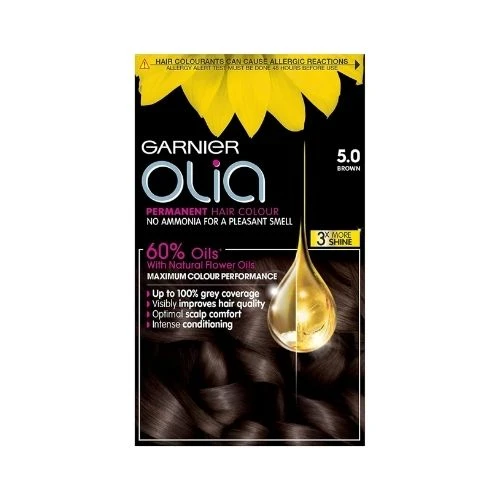 HAIR COLOURANTS CAN CAUSE ALLERGIC REACTIONS
ALLERGY ALERT TEST MUST BE DONE 48 HOURS BEFORE USE
GARNIER
5.0
BROWN
OLIA
PERMANENT HAIR COLOUR
NO AMMONIA FOR A PLEASANT SMELL
3X MORE
SHINE
60% Oils*
With Natural Flower Oils
MAXIMUM COLOUR PERFORMANCE
Up to 100% grey coverage
Visibly improves hair quality
Optimal scalp comfort
Intense conditioning